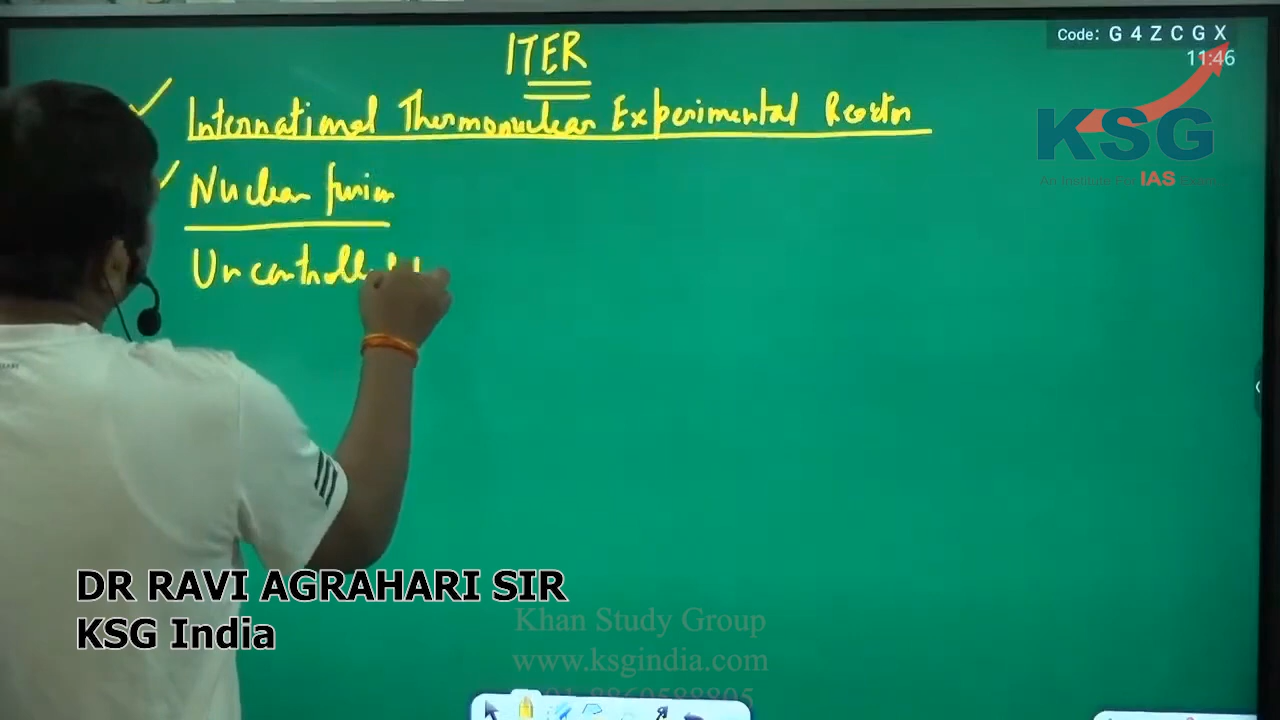 ITER
Code: G 4 Z C G X
11:46
International Thermonuclear Experimental Reactor
KSG
An Institute For IAS Exam
Nuclear fusion
DR RAVI AGRAHARI SIR
KSG India
Khan Study Group
www.ksgindia.com